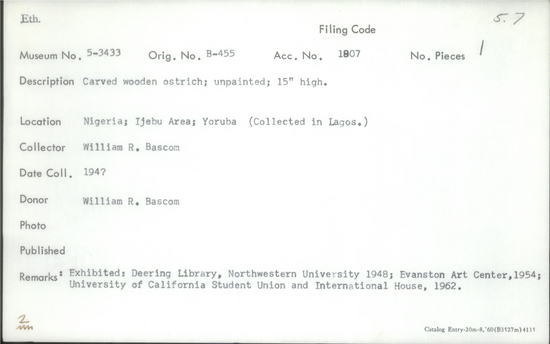 Eth.
Filing Code
5.7
Museum No. 5-3433 Orig. No. B-455 Acc. No. 1807 No. Pieces 1
Description Carved wooden ostrich; unpainted; 15" high.
Location Nigeria; Ijebu Area; Yoruba (Collected in Lagos.)
Collector William R. Bascom
Date Coll. 194?
Donor William R. Bascom
Photo
Published
Remarks: Exhibited: Deering Library, Northwestern University 1948; Evanston Art Center,1954;
University of California Student Union and International House, 1962.
2
Catalog Entry-20m-8,'60(B3127m)4111